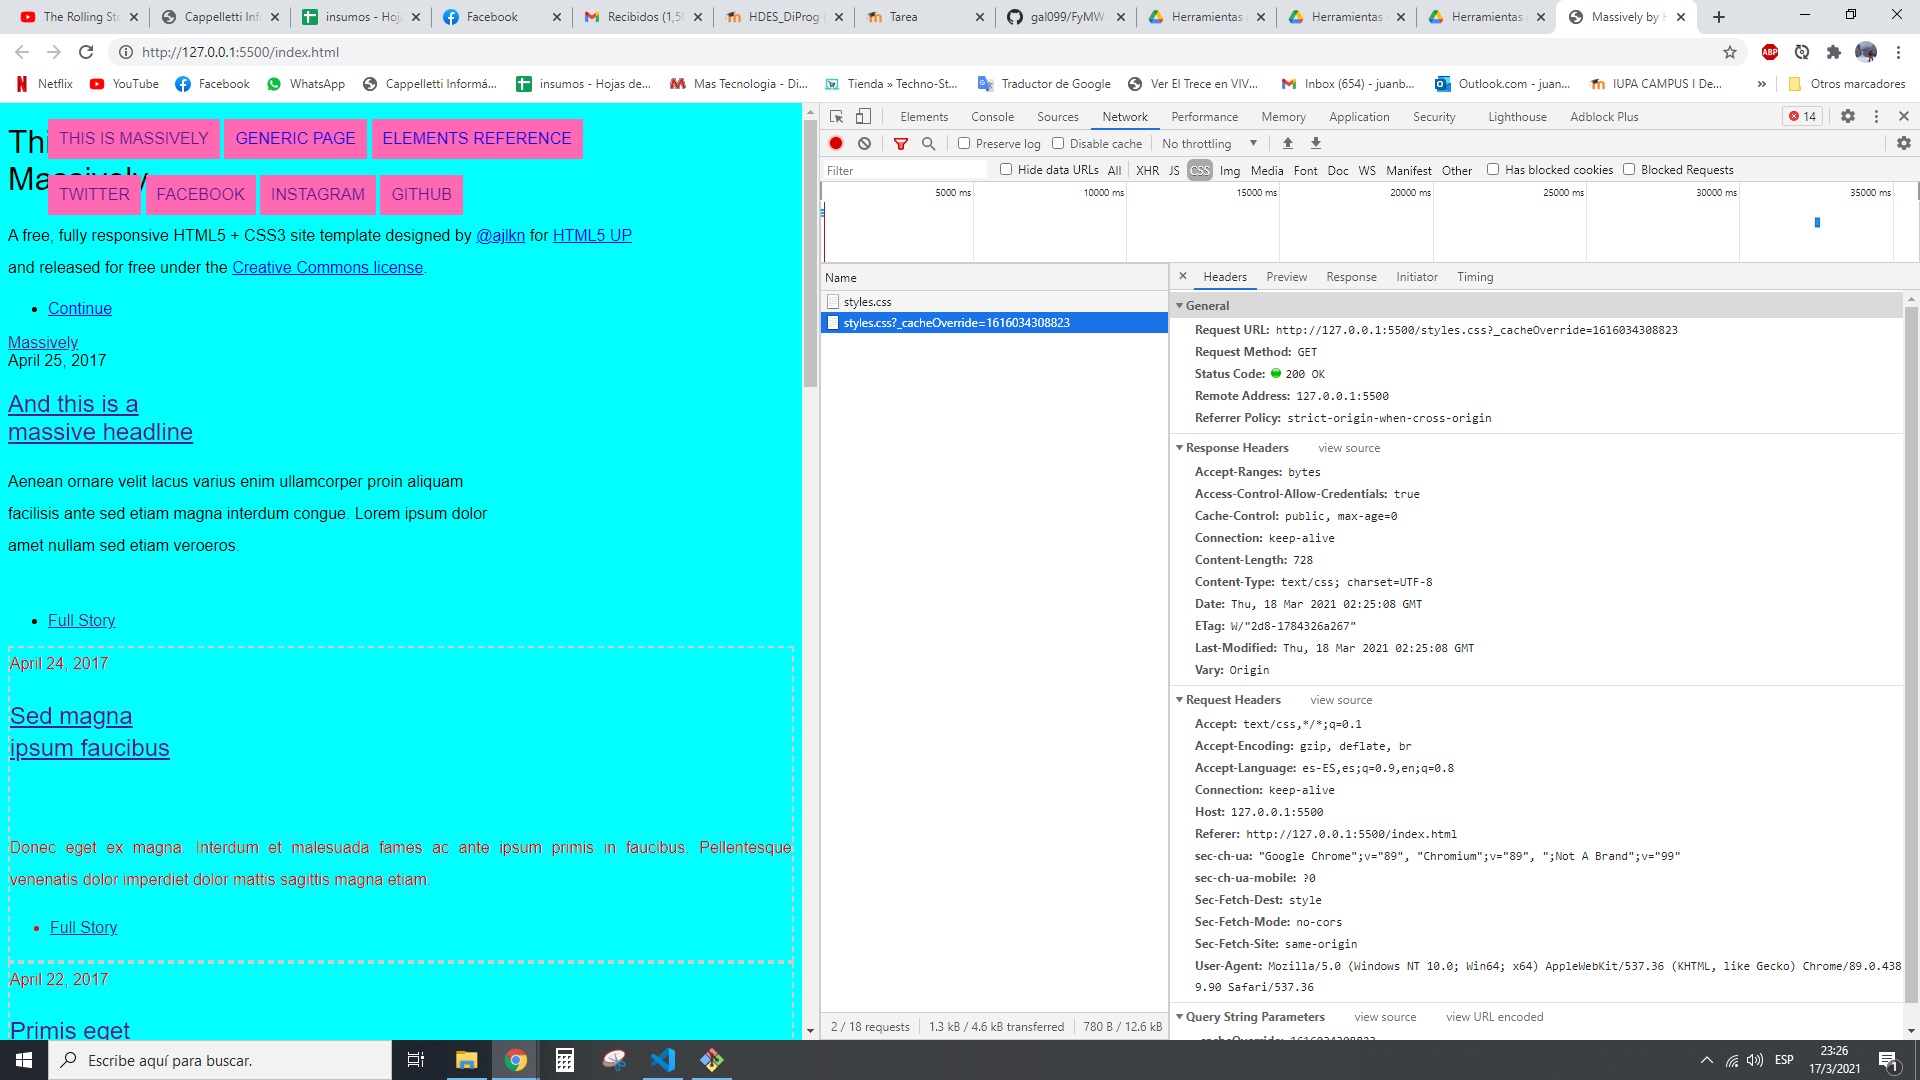 The Rolling Sto
Cappelletti Info
insumos - Hoja
Facebook
Recibidos (1,50
HDES_DiProg
Tarea
gal099/FyMW
Herramientas
Herramientas
Herramientas
Massively by H
http://127.0.0.1:5500/index.html
Netflix
YouTube
Facebook
WhatsApp
Cappelletti Informá...
insumos - Hojas de...
Mas Tecnologia - Di...
Tienda » Techno-St...
Traductor de Google
Ver El Trece en VIV...
Inbox (654) - juanb...
Outlook.com - juan...
IUPA CAMPUS I De...
»
Otros marcadores
THIS IS MASSIVELY
GENERIC PAGE
ELEMENTS REFERENCE
TWITTER
FACEBOOK
INSTAGRAM
GITHUB
A free, fully responsive HTML5 + CSS3 site template designed by @ajlkn for HTML5 UP
and released for free under the Creative Commons license.
Continue
Massively
April 25, 2017
And this is a
massive headline
Aenean ornare velit lacus varius enim ullamcorper proin aliquam
facilisis ante sed etiam magna interdum congue. Lorem ipsum dolor
amet nullam sed etiam veroeros.
Full Story
April 24, 2017
Sed magna
ipsum faucibus
Donec eget ex magna. Interdum et malesuada fames ac ante ipsum primis in faucibus. Pellentesque
venenatis dolor imperdiet dolor mattis sagittis magna etiam.
Full Story
April 22, 2017
Primis eget
Elements
Console
Sources
Network
Performance
Memory
Application
Security
Lighthouse
Adblock Plus
14
Preserve log
Disable cache
No throttling
Filter
Hide data URLs
All
XHR
JS
CSS
Img
Media
Font
Doc
WS
Manifest
Other
Has blocked cookies
Blocked Requests
5000 ms
10000 ms
15000 ms
20000 ms
25000 ms
30000 ms
35000 ms
Name
styles.css
styles.css?_cacheOverride=1616034308823
2 / 18 requests
1.3 kB / 4.6 kB transferred
780 B / 12.6 kB
Headers
Preview
Response
Initiator
Timing
General
Request URL: http://127.0.0.1:5500/styles.css?_cacheOverride=1616034308823
Request Method: GET
Status Code: 200 OK
Remote Address: 127.0.0.1:5500
Referrer Policy: strict-origin-when-cross-origin
Response Headers view source
Accept-Ranges: bytes
Access-Control-Allow-Credentials: true
Cache-Control: public, max-age=0
Connection: keep-alive
Content-Length: 728
Content-Type: text/css; charset=UTF-8
Date: Thu, 18 Mar 2021 02:25:08 GMT
ETag: W/"2d8-1784326a267"
Last-Modified: Thu, 18 Mar 2021 02:25:08 GMT
Vary: Origin
Request Headers view source
Accept: text/css,*/*;q=0.1
Accept-Encoding: gzip, deflate, br
Accept-Language: es-ES,es;q=0.9,en;q=0.8
Connection: keep-alive
Host: 127.0.0.1:5500
Referer: http://127.0.0.1:5500/index.html
sec-ch-ua: "Google Chrome";v="89", "Chromium";v="89", ";Not A Brand";v="99"
sec-ch-ua-mobile: ?0
Sec-Fetch-Dest: style
Sec-Fetch-Mode: no-cors
Sec-Fetch-Site: same-origin
User-Agent: Mozilla/5.0 (Windows NT 10.0; Win64; x64) AppleWebKit/537.36 (KHTML, like Gecko) Chrome/89.0.438
9.90 Safari/537.36
Query String Parameters view source view URL encoded
Escribe aquí para buscar.
ESP
23:26
17/3/2021
1